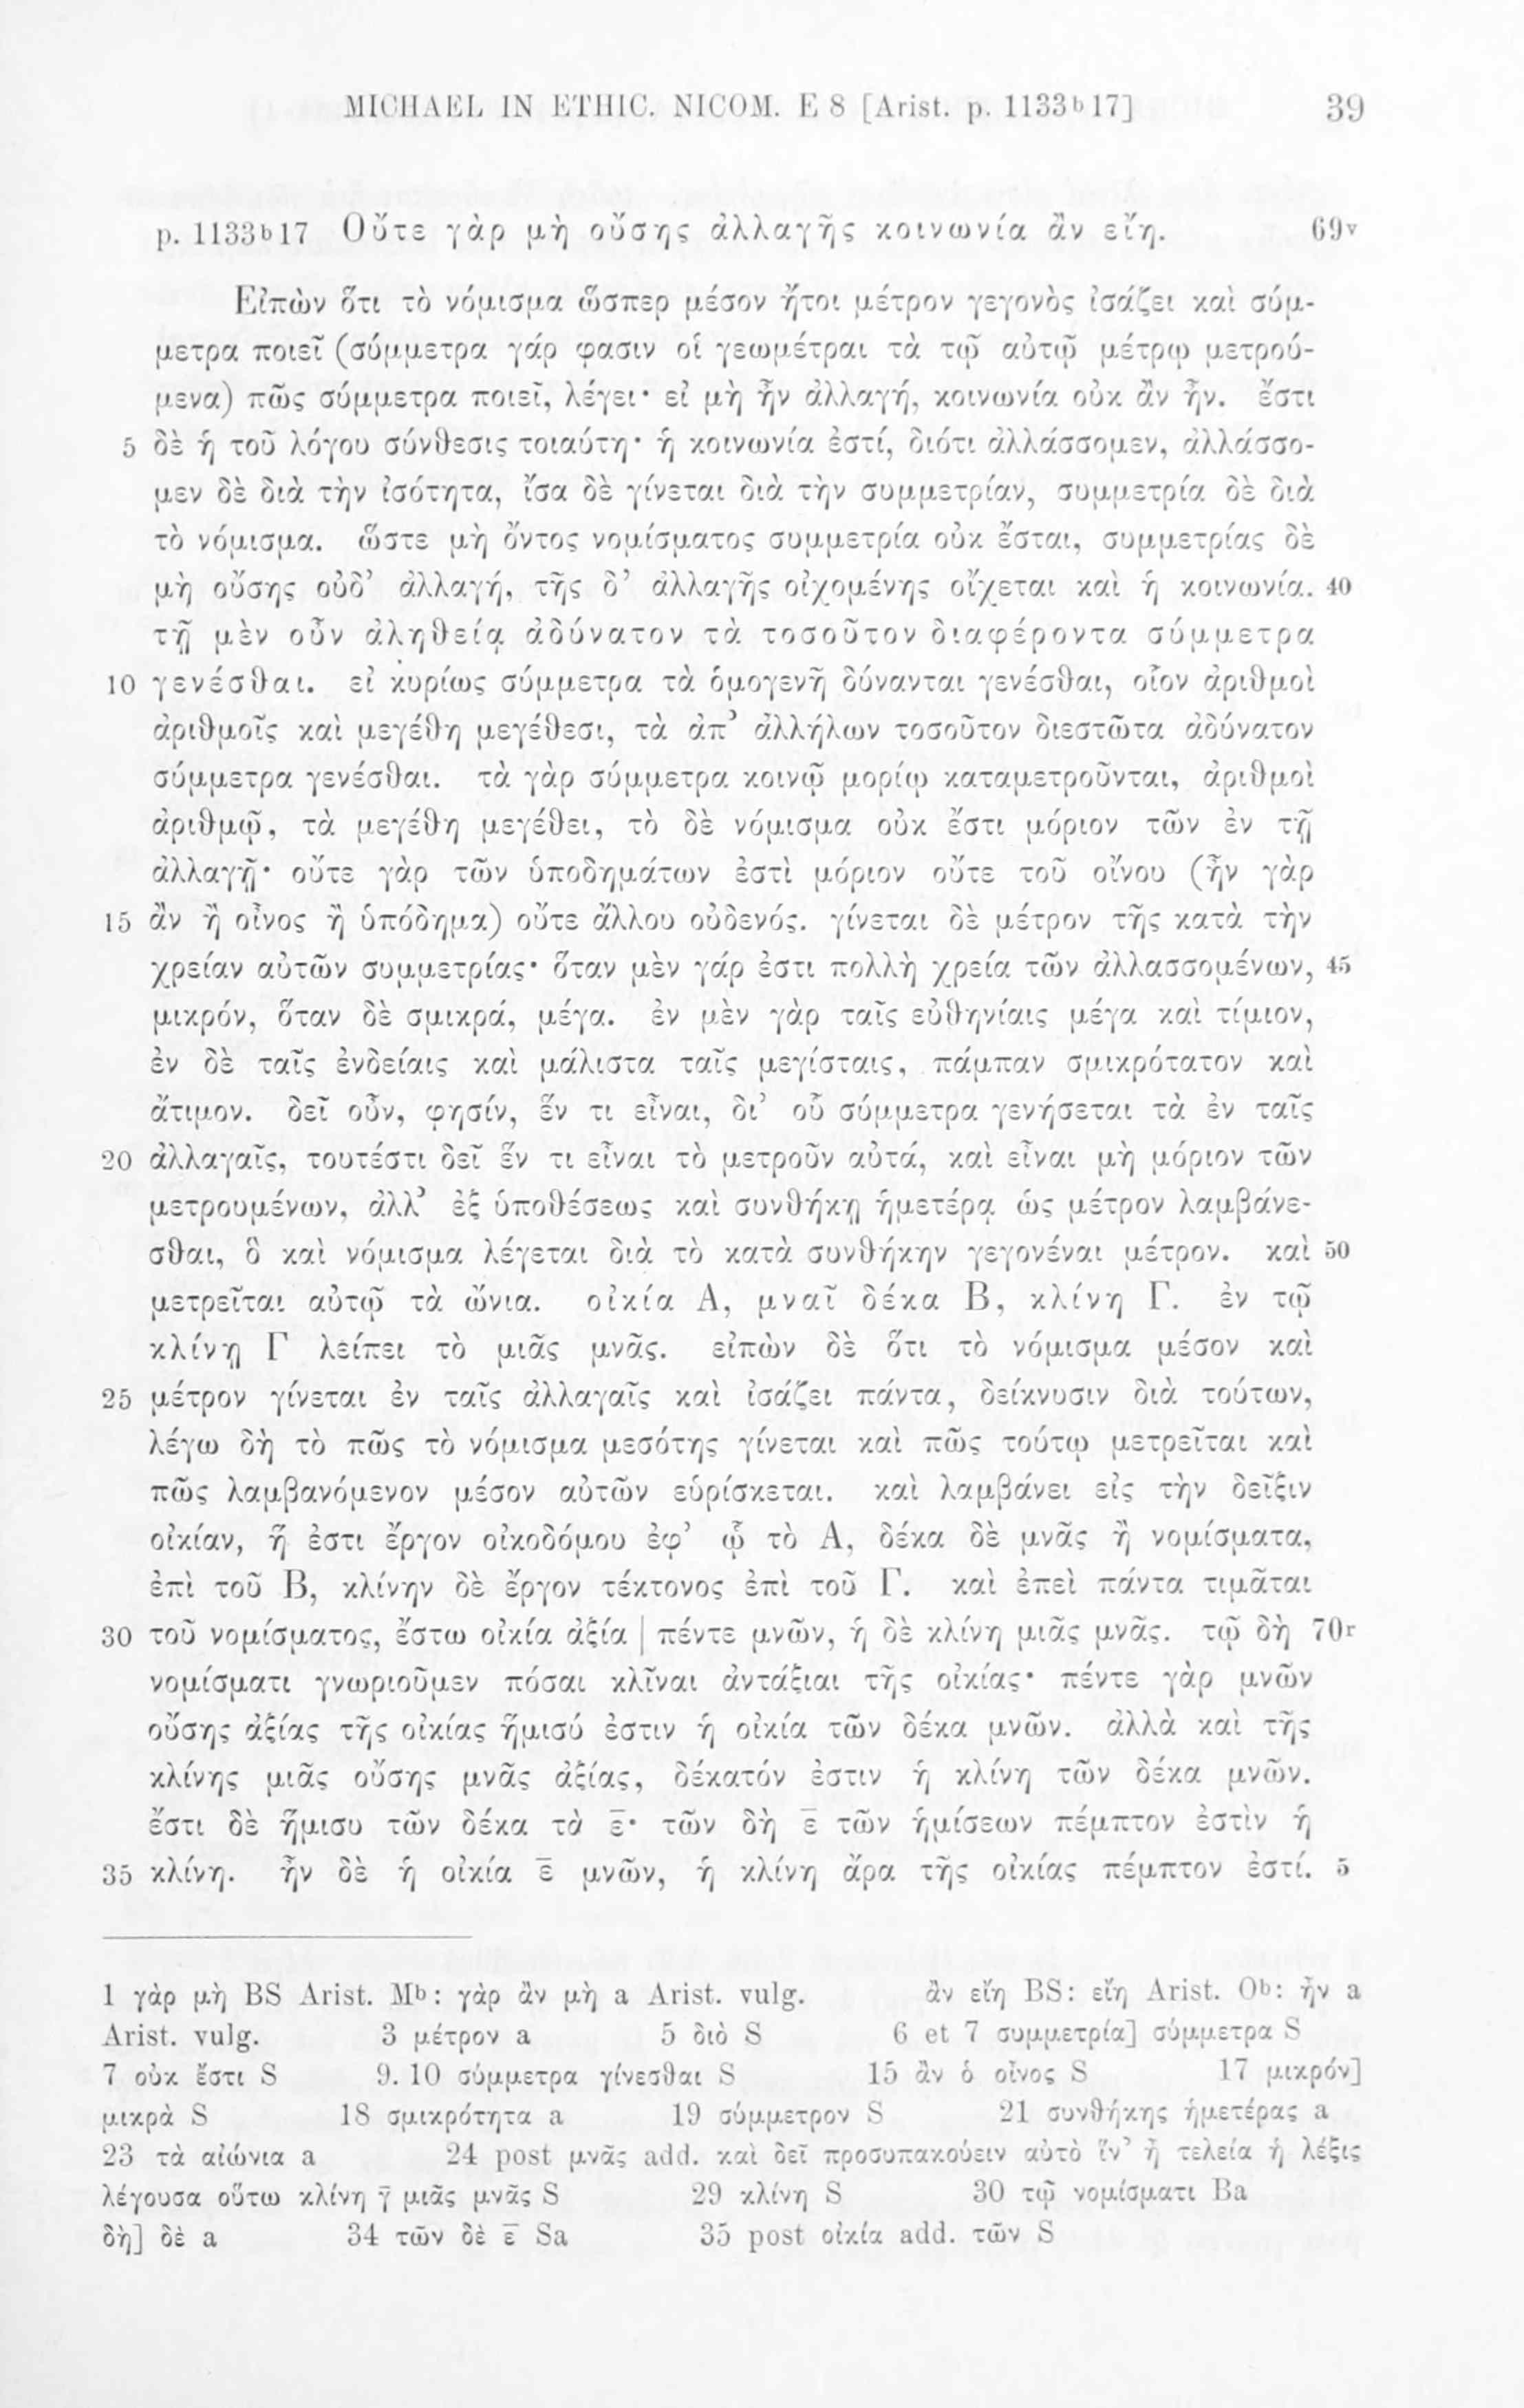 MICHAEL IN ETHIC. NICOM. E 8 [Arist. p. 1133b17] 39
p. 1133b17 Οὔτε γὰρ μὴ οὔσης ἀλλαγῆς κοινωνία ἂν εἴη. 69v
Εἰπὼν ὅτι τὸ νόμισμα ὥσπερ μέσον ἤτοι μέτρον γεγονὸς ἰσάζει καὶ σύμ-
μετρα ποιεῖ (σύμμετρα γάρ φασιν οἱ γεωμέτραι τὰ τῷ αὐτῷ μέτρῳ μετρού-
μενα) πῶς σύμμετρα ποιεῖ, λέγει· εἰ μὴ ἦν ἀλλαγή, κοινωνία οὐκ ἂν ἦν. ἔστι
5 δὲ ἡ τοῦ λόγου σύνθεσις τοιαύτη· ἡ κοινωνία ἐστί, διότι ἀλλάσσομεν, ἀλλάσσο-
μεν δὲ διὰ τὴν ἰσότητα, ἴσα δὲ γίνεται διὰ τὴν συμμετρίαν, συμμετρία δὲ διὰ
τὸ νόμισμα. ὥστε μὴ ὄντος νομίσματος συμμετρία οὐκ ἔσται, συμμετρίας δὲ
μὴ οὔσης οὐδ’ ἀλλαγή, τῆς δ’ ἀλλαγῆς οἰχομένης οἴχεται καὶ ἡ κοινωνία. 40
τῇ μὲν οὖν ἀληθείᾳ ἀδύνατον τὰ τοσοῦτον διαφέροντα σύμμετρα
10 γενέσθαι. εἰ κυρίως σύμμετρα τὰ ὁμογενῆ δύνανται γενέσθαι, οἷον ἀριθμοὶ
ἀριθμοῖς καὶ μεγέθη μεγέθεσι, τὰ ἀπ’ ἀλλήλων τοσοῦτον διεστῶτα ἀδύνατον
σύμμετρα γενέσθαι. τὰ γὰρ σύμμετρα κοινῷ μορίῳ καταμετροῦνται, ἀριθμοὶ
ἀριθμῷ, τὰ μεγέθη μεγέθει, τὸ δὲ νόμισμα οὐκ ἔστι μόριον τῶν ἐν τῇ
ἀλλαγῇ· οὔτε γὰρ τῶν ὑποδημάτων ἐστὶ μόριον οὔτε τοῦ οἴνου (ἦν γὰρ
15 ἂν ἢ οἶνος ἢ ὑπόδημα) οὔτε ἄλλου οὐδενός. γίνεται δὲ μέτρον τῆς κατὰ τὴν
χρείαν αὐτῶν συμμετρίας· ὅταν μὲν γάρ ἐστι πολλὴ χρεία τῶν ἀλλασσομένων, 45
μικρόν, ὅταν δὲ σμικρά, μέγα. ἐν μὲν γὰρ ταῖς εὐθηνίαις μέγα καὶ τίμιον,
ἐν δὲ ταῖς ἐνδείαις καὶ μάλιστα ταῖς μεγίσταις, πάμπαν σμικρότατον καὶ
ἄτιμον. δεῖ οὖν, φησίν, ἕν τι εἶναι, δι’ οὗ σύμμετρα γενήσεται τὰ ἐν ταῖς
20 ἀλλαγαῖς, τουτέστι δεῖ ἕν τι εἶναι τὸ μετροῦν αὐτά, καὶ εἶναι μὴ μόριον τῶν
μετρουμένων, ἀλλ’ ἐξ ὑποθέσεως καὶ συνθήκῃ ἡμετέρᾳ ὡς μέτρον λαμβάνε-
σθαι, ὃ καὶ νόμισμα λέγεται διὰ τὸ κατὰ συνθήκην γεγονέναι μέτρον. καὶ 50
μετρεῖται αὐτῷ τὰ ὤνια. οἰκία Α, μναῖ δέκα Β, κλίνη Γ. ἐν τῷ
κλίνῃ Γ λείπει τὸ μιᾶς μνᾶς. εἰπὼν δὲ ὅτι τὸ νόμισμα μέσον καὶ
25 μέτρον γίνεται ἐν ταῖς ἀλλαγαῖς καὶ ἰσάζει πάντα, δείκνυσιν διὰ τούτων,
λέγω δὴ τὸ πῶς τὸ νόμισμα μεσότης γίνεται καὶ πῶς τούτῳ μετρεῖται καὶ
πῶς λαμβανόμενον μέσον αὐτῶν εὑρίσκεται. καὶ λαμβάνει εἰς τὴν δεῖξιν
οἰκίαν, ἥ ἐστι ἔργον οἰκοδόμου ἐφ’ ᾧ τὸ Α, δέκα δὲ μνᾶς ἢ νομίσματα,
ἐπὶ τοῦ Β, κλίνην δὲ ἔργον τέκτονος ἐπὶ τοῦ Γ. καὶ ἐπεὶ πάντα τιμᾶται
30 τοῦ νομίσματος, ἔστω οἰκία ἀξία | πέντε μνῶν, ἡ δὲ κλίνη μιᾶς μνᾶς. τῷ δὴ 70r
νομίσματι γνωριοῦμεν πόσαι κλῖναι ἀντάξιαι τῆς οἰκίας· πέντε γὰρ μνῶν
οὔσης ἀξίας τῆς οἰκίας ἥμισύ ἐστιν ἡ οἰκία τῶν δέκα μνῶν. ἀλλὰ καὶ τῆς
κλίνης μιᾶς οὔσης μνᾶς ἀξίας, δέκατόν ἐστιν ἡ κλίνη τῶν δέκα μνῶν.
ἔστι δὲ ἥμισυ τῶν δέκα τὰ ε̄· τῶν δὴ ε̄ τῶν ἡμίσεων πέμπτον ἐστὶν ἡ
35 κλίνη. ἦν δὲ ἡ οἰκία ε̄ μνῶν, ἡ κλίνη ἄρα τῆς οἰκίας πέμπτον ἐστί. 5
1 γὰρ μὴ BS Arist. Mb: γὰρ ἂν μὴ a Arist. vulg. ἂν εἴη BS: εἴη Arist. Ob: ἦν a
Arist. vulg. 3 μέτρον a 5 διὸ S 6 et 7 συμμετρία] σύμμετρα S
7 οὐκ ἔστι S 9. 10 σύμμετρα γίνεσθαι S 15 ἂν ὁ οἶνος S 17 μικρόν]
μικρὰ S 18 σμικρότητα a 19 σύμμετρον S 21 συνθήκης ἡμετέρας a
23 τὰ αἰώνια a 24 post μνᾶς add. καὶ δεῖ προσυπακούειν αὐτὸ ἵν’ ᾖ τελεία ἡ λέξις
λέγουσα οὕτω κλίνη γ̄ μιᾶς μνᾶς S 29 κλίνη S 30 τῷ νομίσματι Ba
δὴ] δὲ a 34 τῶν δὲ ε̄ Sa 35 post οἰκία add. τῶν S